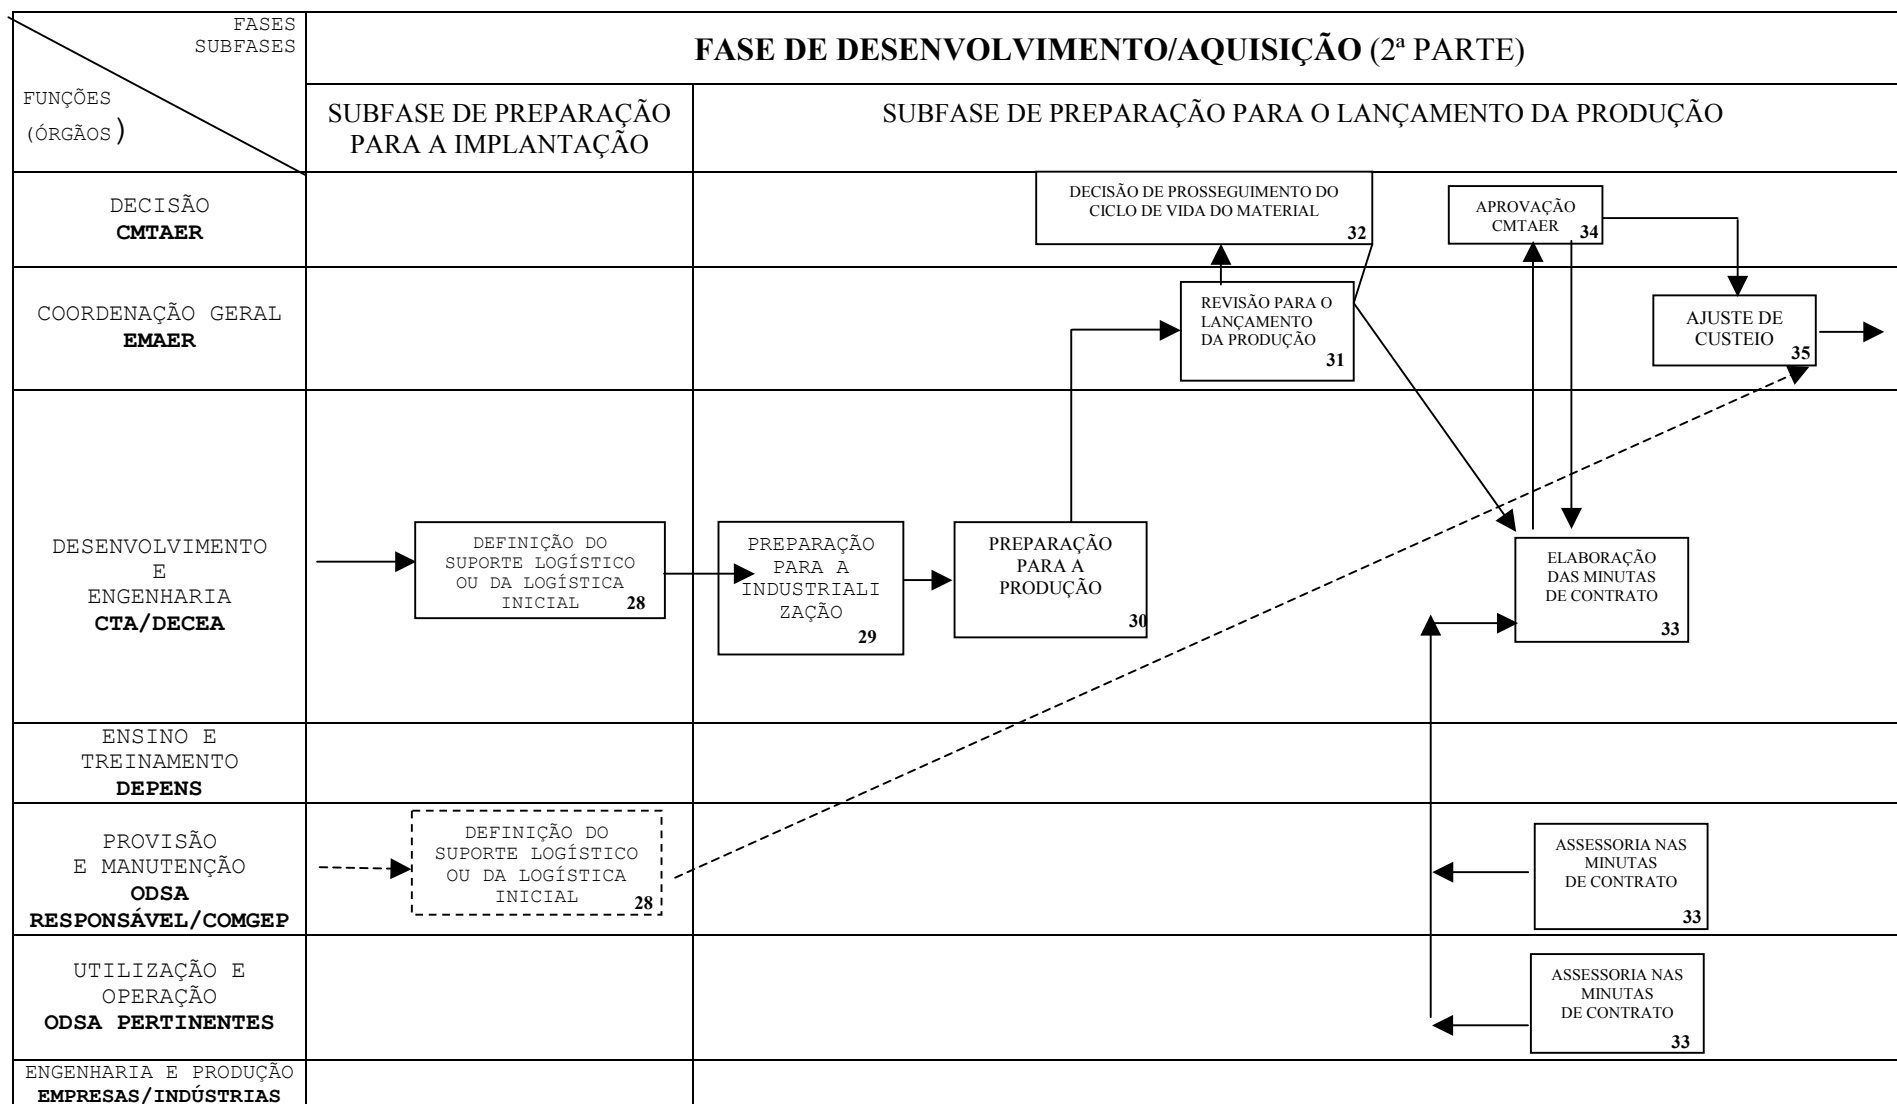 FASES
SUBFASES
FUNÇÕES
(ÓRGÃOS)
FASE DE DESENVOLVIMENTO/AQUISIÇÃO (2ª PARTE)
SUBFASE DE PREPARAÇÃO
PARA A IMPLANTAÇÃO
SUBFASE DE PREPARAÇÃO PARA O LANÇAMENTO DA PRODUÇÃO
DECISÃO
CMTAER
DECISÃO DE PROSSEGUIMENTO DO
CICLO DE VIDA DO MATERIAL
32
APROVAÇÃO
CMTAER
34
COORDENAÇÃO GERAL
EMAER
REVISÃO PARA O
LANÇAMENTO
DA PRODUÇÃO
31
AJUSTE DE
CUSTEIO
35
DESENVOLVIMENTO
E
ENGENHARIA
CTA/DECEA
DEFINIÇÃO DO
SUPORTE LOGÍSTICO
OU DA LOGÍSTICA
INICIAL 28
PREPARAÇÃO
PARA A
INDUSTRIALI
ZAÇÃO
29
PREPARAÇÃO
PARA A
PRODUÇÃO
30
ELABORAÇÃO
DAS MINUTAS
DE CONTRATO
33
ENSINO E
TREINAMENTO
DEPENS
PROVISÃO
E MANUTENÇÃO
ODSA
RESPONSÁVEL/COMGEP
DEFINIÇÃO DO
SUPORTE LOGÍSTICO
OU DA LOGÍSTICA
INICIAL 28
ASSESSORIA NAS
MINUTAS
DE CONTRATO
33
UTILIZAÇÃO E
OPERAÇÃO
ODSA PERTINENTES
ASSESSORIA NAS
MINUTAS
DE CONTRATO
33
ENGENHARIA E PRODUÇÃO
EMPRESAS/INDÚSTRIAS